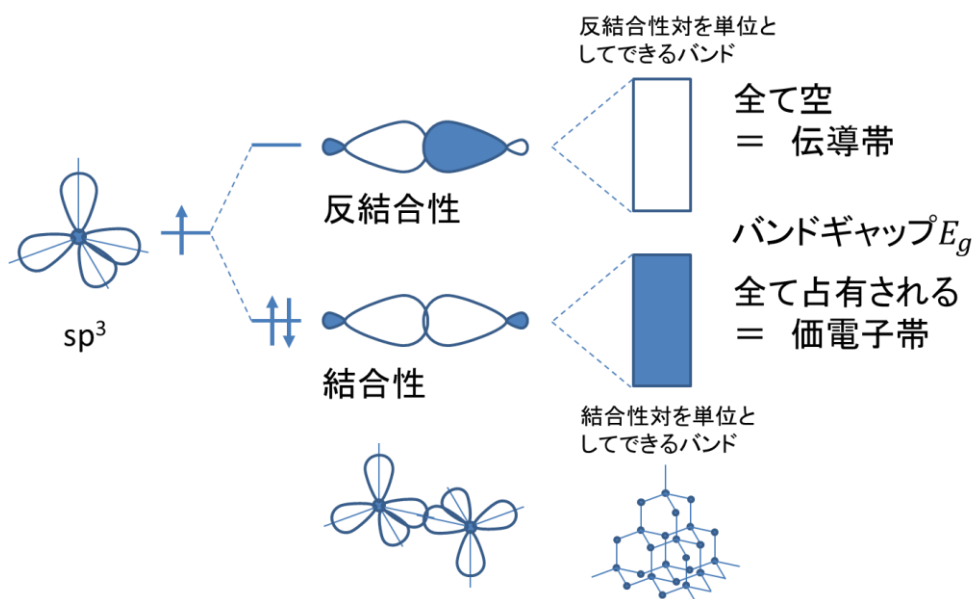 反結合性対を単位と
してできるバンド
全て空
= 伝導帯
反結合性
バンドギャップE_g
sp³
全て占有される
= 価電子帯
結合性
結合性対を単位と
してできるバンド